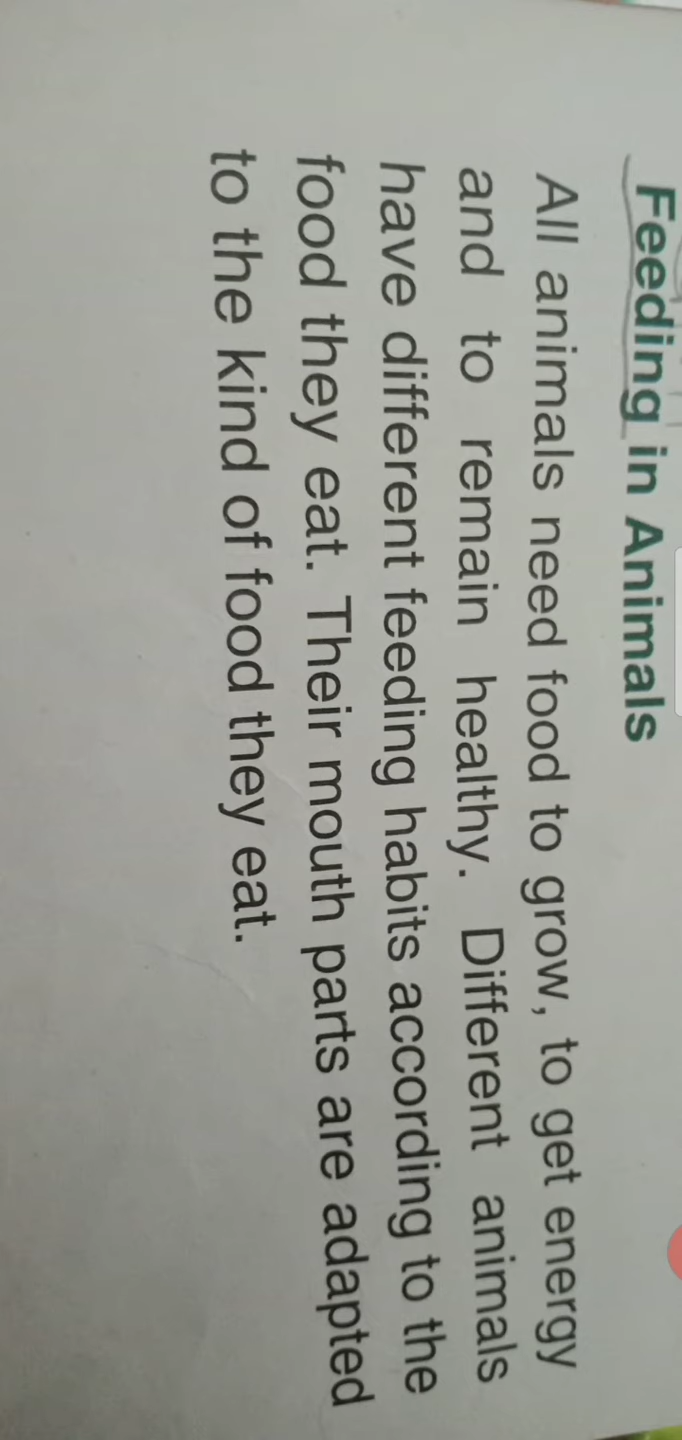 Feeding in Animals
All animals need food to grow, to get energy
and to remain healthy. Different animals
have different feeding habits according to the
food they eat. Their mouth parts are adapted
to the kind of food they eat.